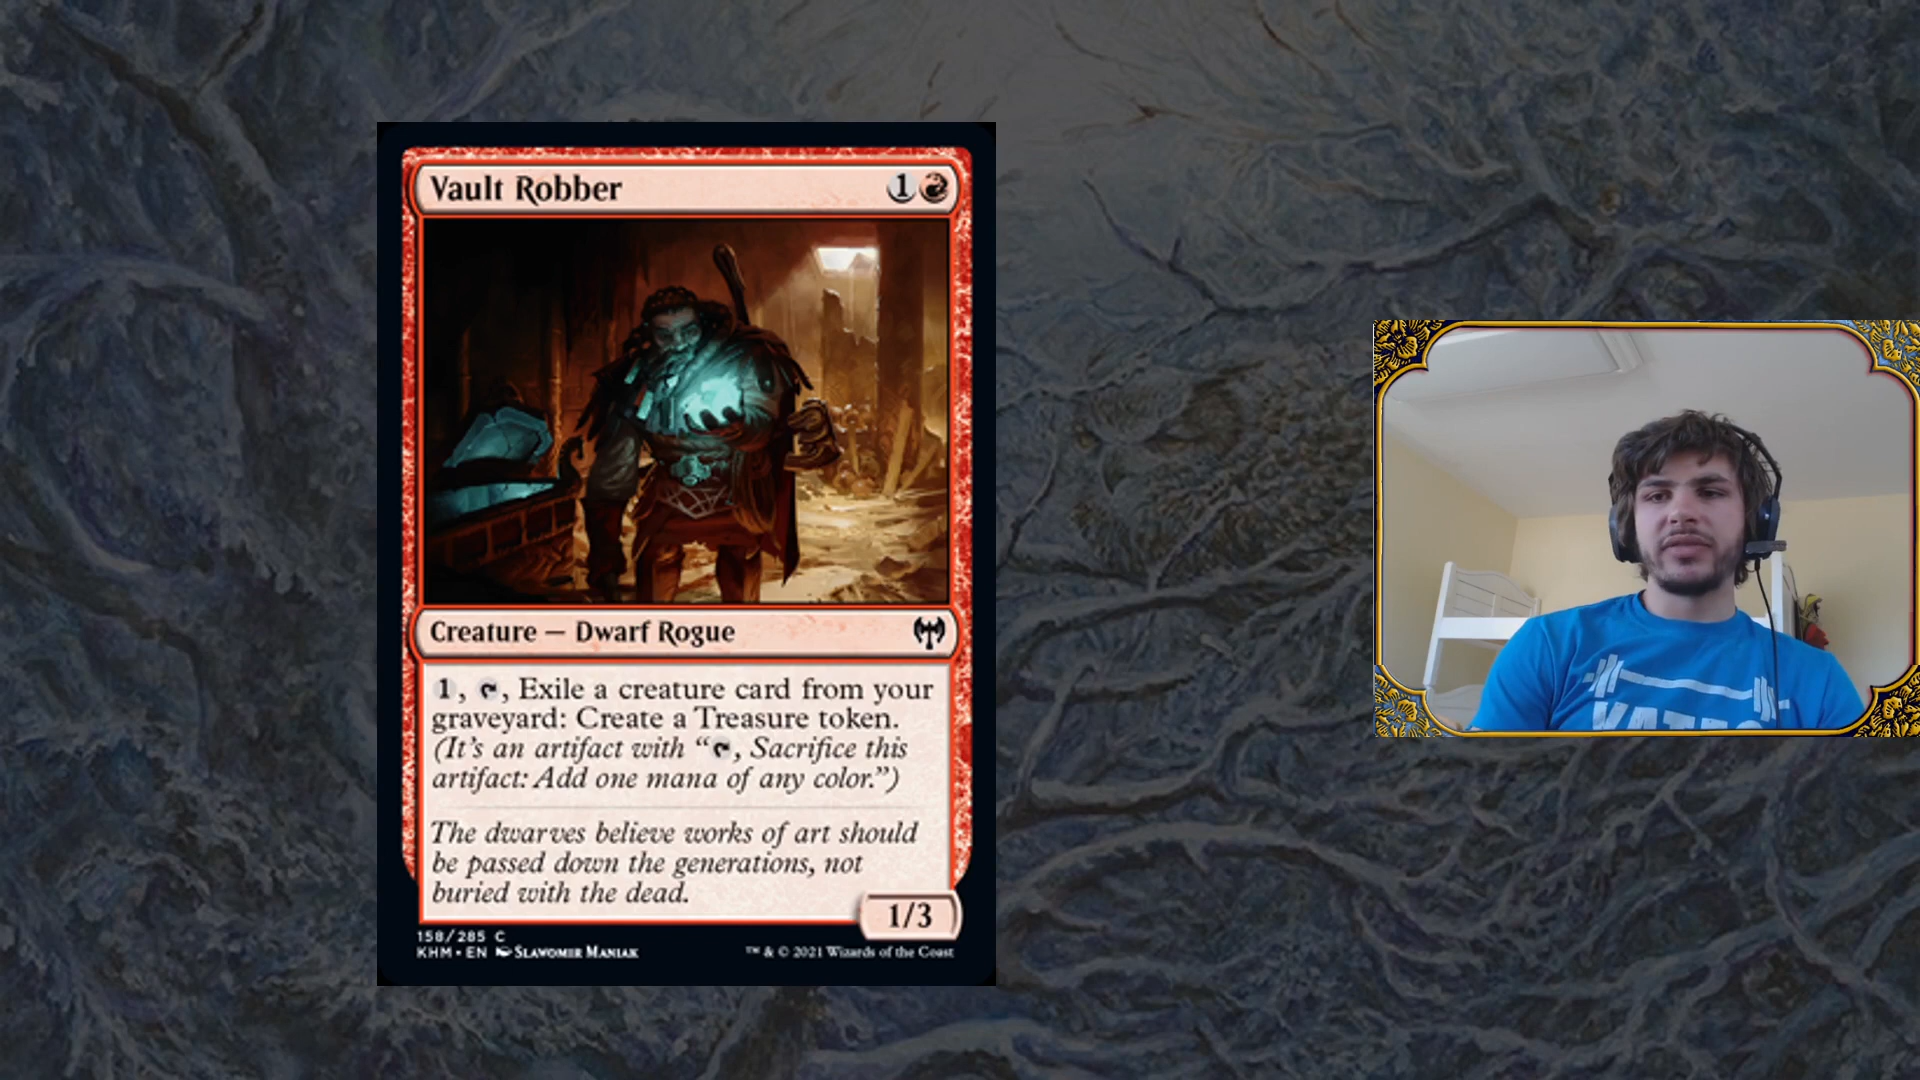 Vault Robber 1
Creature — Dwarf Rogue
1, , Exile a creature card from your
graveyard: Create a Treasure token.
(It's an artifact with “ , Sacrifice this
artifact: Add one mana of any color.”)
The dwarves believe works of art should
be passed down the generations, not
buried with the dead.
1/3
158/285 C
KHM • EN Slawomir Maniak
™ & © 2021 Wizards of the Coast